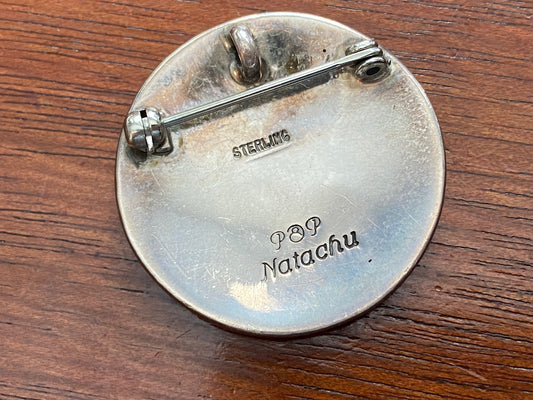 STERLING
P&P
Natachu